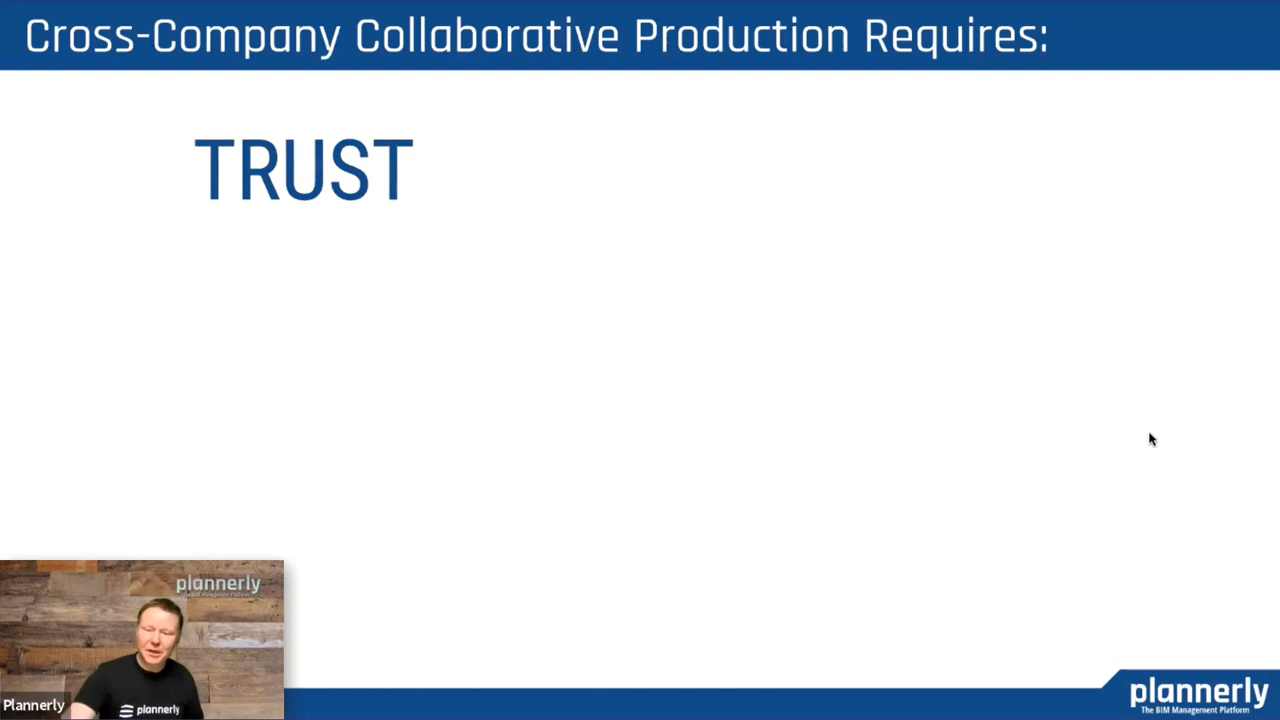 Cross-Company Collaborative Production Requires:
TRUST
plannerly
plannerly
Plannerly
plannerly
The BIM Management Platform